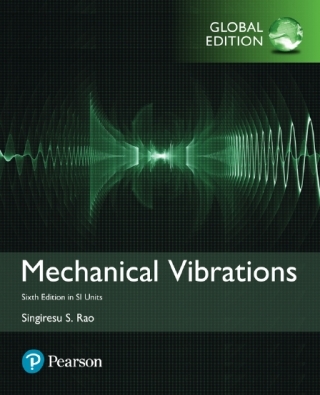 GLOBAL
EDITION
Mechanical Vibrations
Sixth Edition in SI Units
Singiresu S. Rao
Pearson